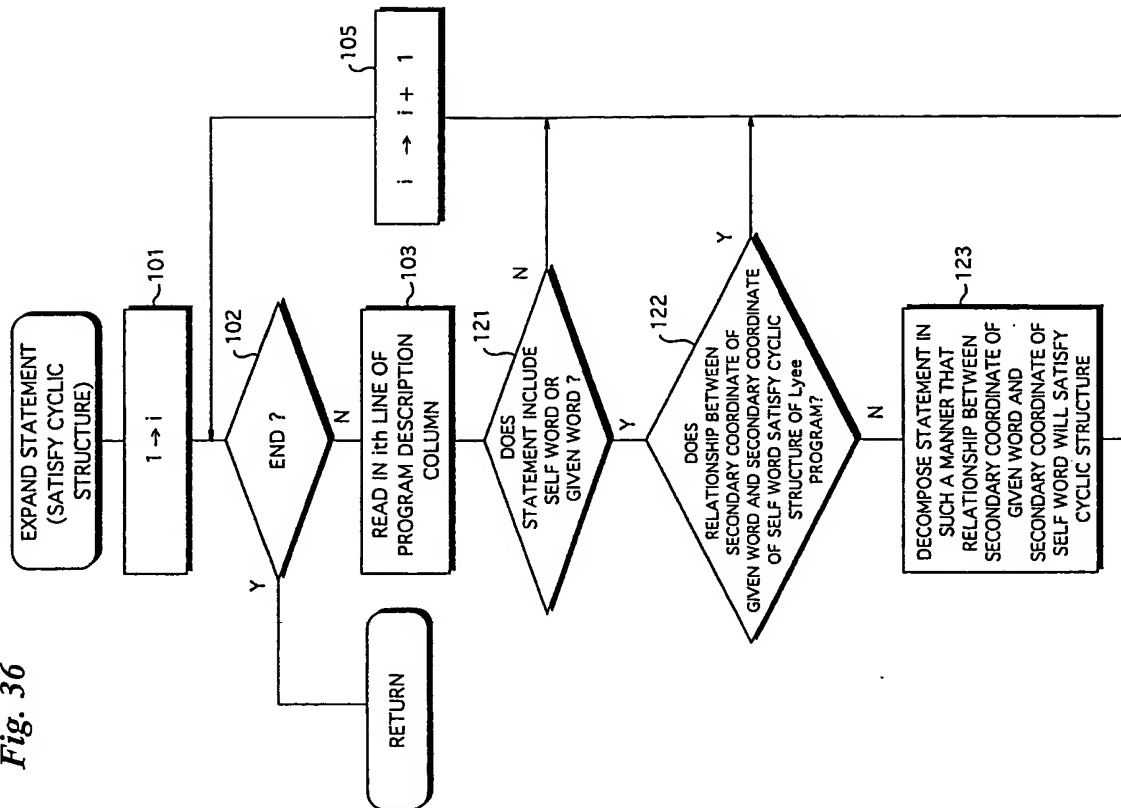 Fig. 36
EXPAND STATEMENT
(SATISFY CYCLIC
STRUCTURE)
101
1 → i
102
END ?
Y
N
RETURN
103
READ IN ith LINE OF
PROGRAM DESCRIPTION
COLUMN
105
i → i + 1
121
DOES
STATEMENT INCLUDE
SELF WORD OR
GIVEN WORD ?
N
Y
122
DOES
RELATIONSHIP BETWEEN
SECONDARY COORDINATE OF
GIVEN WORD AND SECONDARY COORDINATE
OF SELF WORD SATISFY CYCLIC
STRUCTURE OF Lyee
PROGRAM?
Y
N
123
DECOMPOSE STATEMENT IN
SUCH A MANNER THAT
RELATIONSHIP BETWEEN
SECONDARY COORDINATE OF
GIVEN WORD AND
SECONDARY COORDINATE OF
SELF WORD WILL SATISFY
CYCLIC STRUCTURE